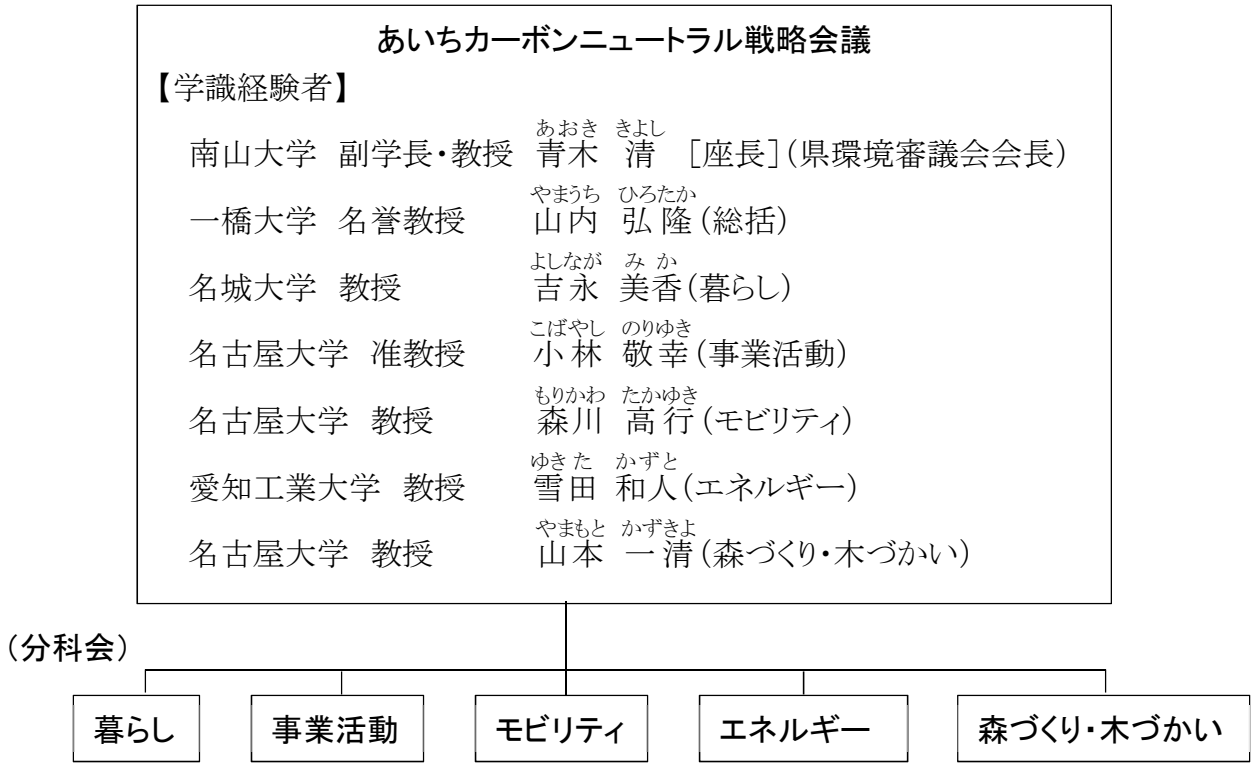 あいちカーボンニュートラル戦略会議
【学識経験者】
あおき きよし
南山大学 副学長・教授 青木 清 [座長](県環境審議会会長)
やまうち ひろたか
一橋大学 名誉教授 山内 弘隆(総括)
よしなが みか
名城大学 教授 吉永 美香(暮らし)
こばやし のりゆき
名古屋大学 准教授 小林 敬幸(事業活動)
もりかわ たかゆき
名古屋大学 教授 森川 高行(モビリティ)
ゆきた かずと
愛知工業大学 教授 雪田 和人(エネルギー)
やまもと かずきよ
名古屋大学 教授 山本 一清(森づくり・木づかい)
(分科会)
暮らし 事業活動 モビリティ エネルギー 森づくり・木づかい